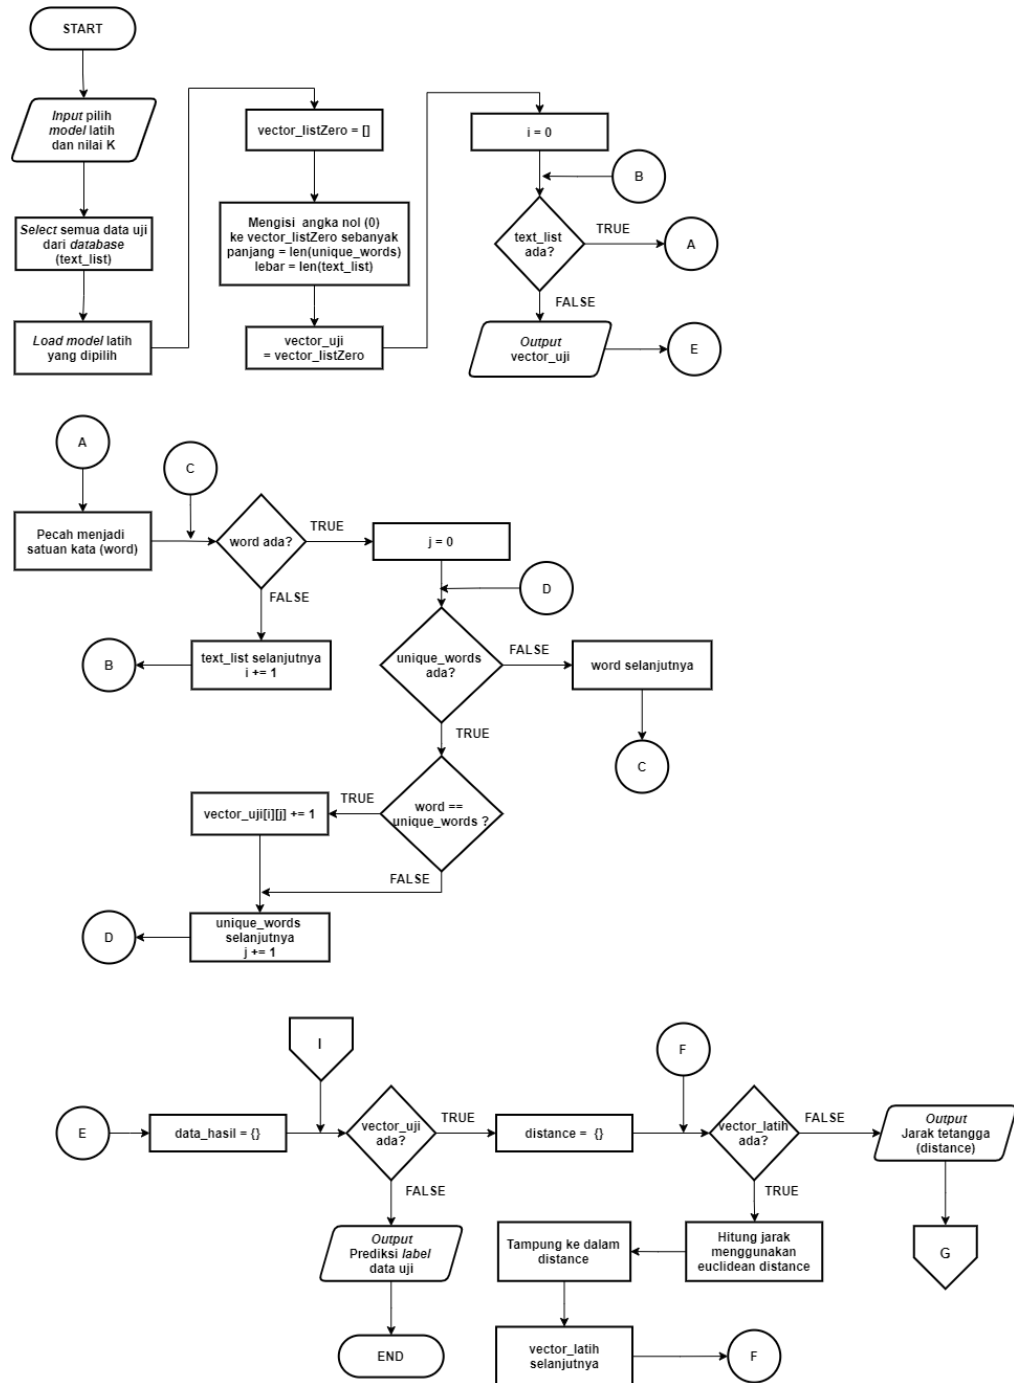 START
Input pilih
model latih
dan nilai K
Select semua data uji
dari database
(text_list)
Load model latih
yang dipilih
vector_listZero = []
Mengisi angka nol (0)
ke vector_listZero sebanyak
panjang = len(unique_words)
lebar = len(text_list)
vector_uji
= vector_listZero
i = 0
B
text_list
ada?
TRUE
A
FALSE
Output
vector_uji
E
A
Pecah menjadi
satuan kata (word)
C
word ada?
TRUE
j = 0
FALSE
text_list selanjutnya
i += 1
B
D
unique_words
ada?
FALSE
word selanjutnya
C
TRUE
word ==
unique_words ?
TRUE
vector_uji[i][j] += 1
FALSE
unique_words
selanjutnya
j += 1
D
E
data_hasil = {}
I
vector_uji
ada?
TRUE
distance = {}
F
vector_latih
ada?
FALSE
Output
Jarak tetangga
(distance)
G
FALSE
Output
Prediksi label
data uji
END
TRUE
Hitung jarak
menggunakan
euclidean distance
Tampung ke dalam
distance
vector_latih
selanjutnya
F